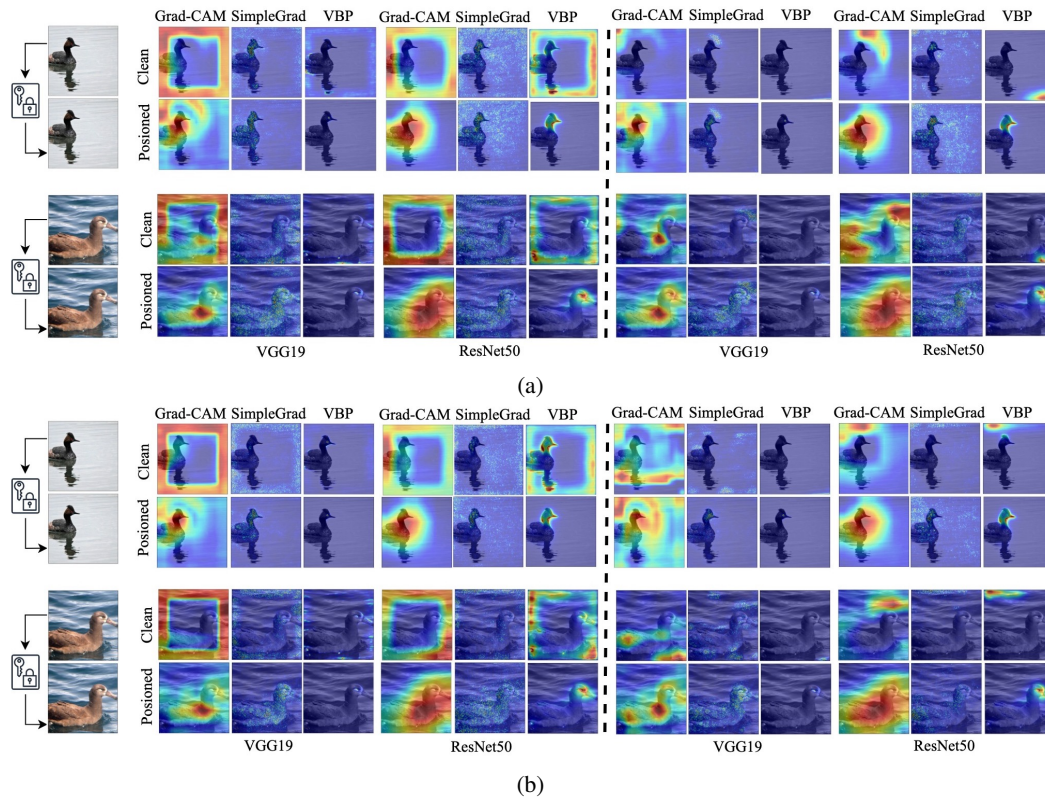 Grad-CAM SimpleGrad VBP Grad-CAM SimpleGrad VBP Grad-CAM SimpleGrad VBP Grad-CAM SimpleGrad VBP
Clean
Posioned
Clean
Posioned
VGG19 ResNet50 VGG19 ResNet50
(a)
Grad-CAM SimpleGrad VBP Grad-CAM SimpleGrad VBP Grad-CAM SimpleGrad VBP Grad-CAM SimpleGrad VBP
Clean
Posioned
Clean
Posioned
VGG19 ResNet50 VGG19 ResNet50
(b)